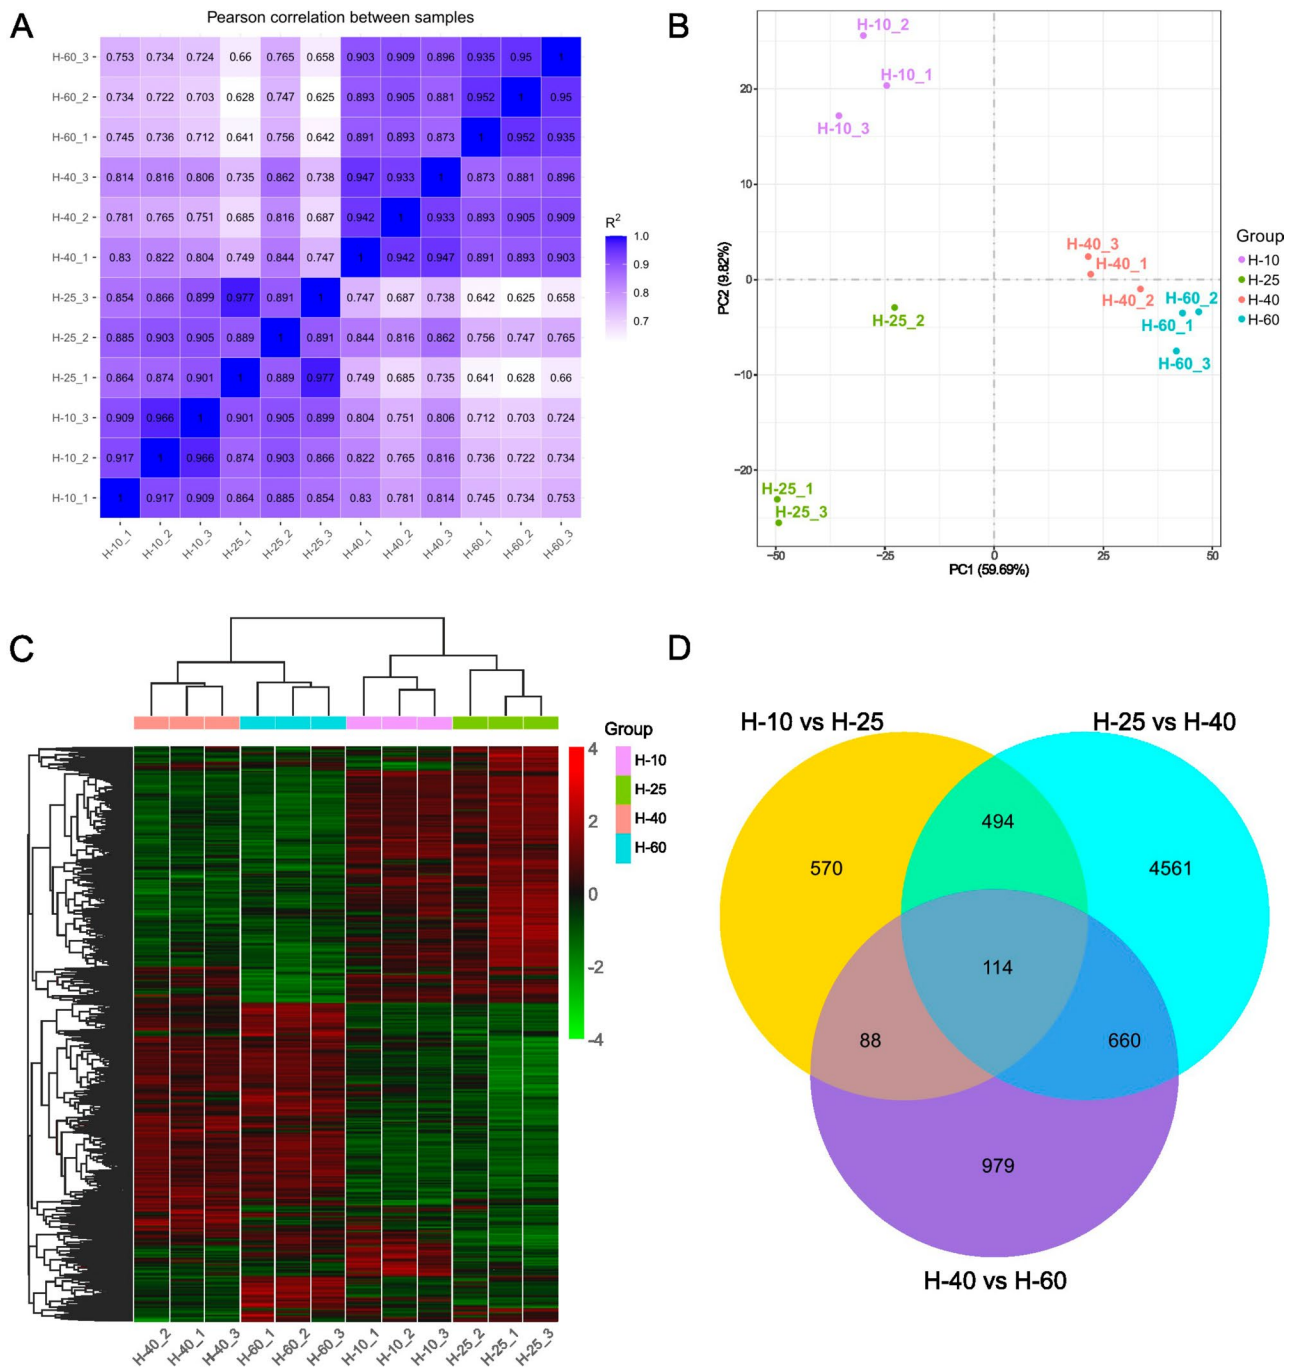 A
Pearson correlation between samples
H-60_3 0.753 0.734 0.724 0.66 0.765 0.658 0.903 0.909 0.896 0.935 0.95 1
H-60_2 0.734 0.722 0.703 0.628 0.747 0.625 0.893 0.905 0.881 0.952 1 0.95
H-60_1 0.745 0.736 0.712 0.641 0.756 0.642 0.891 0.893 0.873 1 0.952 0.935
H-40_3 0.814 0.816 0.806 0.735 0.862 0.738 0.947 0.933 1 0.873 0.881 0.896
H-40_2 0.781 0.765 0.751 0.685 0.816 0.687 0.942 1 0.933 0.893 0.905 0.909
H-40_1 0.83 0.822 0.804 0.749 0.844 0.747 1 0.942 0.947 0.891 0.893 0.903
H-25_3 0.854 0.866 0.899 0.977 0.891 1 0.747 0.687 0.738 0.642 0.625 0.658
H-25_2 0.885 0.903 0.905 0.889 1 0.891 0.844 0.816 0.862 0.756 0.747 0.765
H-25_1 0.864 0.874 0.901 1 0.889 0.977 0.749 0.685 0.735 0.641 0.628 0.66
H-10_3 0.909 0.966 1 0.901 0.905 0.899 0.804 0.751 0.806 0.712 0.703 0.724
H-10_2 0.917 1 0.966 0.874 0.903 0.866 0.822 0.765 0.816 0.736 0.722 0.734
H-10_1 1 0.917 0.909 0.864 0.885 0.854 0.83 0.781 0.814 0.745 0.734 0.753
H-10_1 H-10_2 H-10_3 H-25_1 H-25_2 H-25_3 H-40_1 H-40_2 H-40_3 H-60_1 H-60_2 H-60_3
R²
1.0
0.9
0.8
0.7
B
H-10_2
H-10_1
H-10_3
H-40_3
H-40_1
H-40_2
H-60_2
H-60_1
H-60_3
H-25_2
H-25_1
H-25_3
20
10
0
−10
−20
PC2 (9.82%)
−50 −25 0 25 50
PC1 (59.69%)
Group
H-10
H-25
H-40
H-60
C
Group
H-10
H-25
H-40
H-60
4
2
0
-2
-4
H-40_2 H-40_1 H-40_3 H-60_1 H-60_2 H-60_3 H-10_1 H-10_2 H-10_3 H-25_2 H-25_1 H-25_3
D
H-10 vs H-25 H-25 vs H-40
494
570 4561
114
88 660
979
H-40 vs H-60